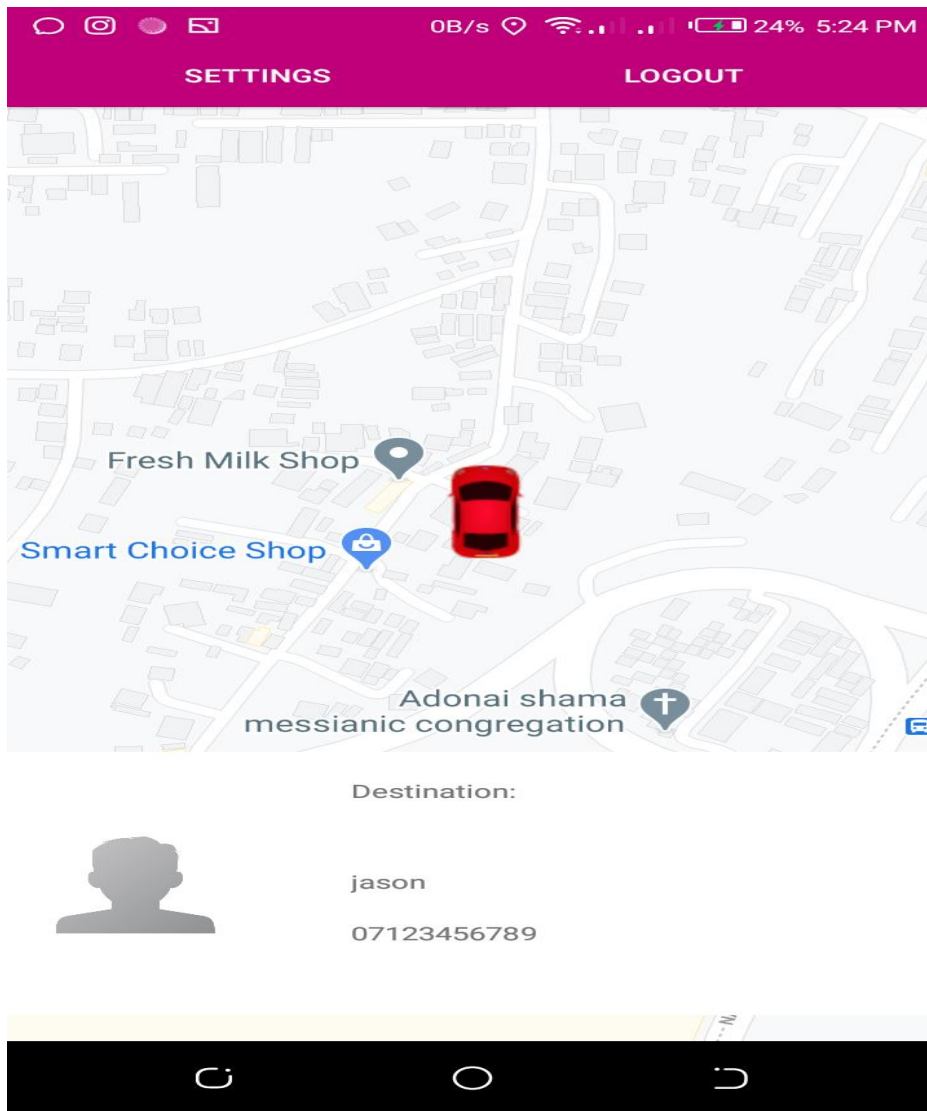 0B/s 24% 5:24 PM
SETTINGS LOGOUT
Fresh Milk Shop
Smart Choice Shop
Adonai shama
messianic congregation
Destination:
jason
07123456789